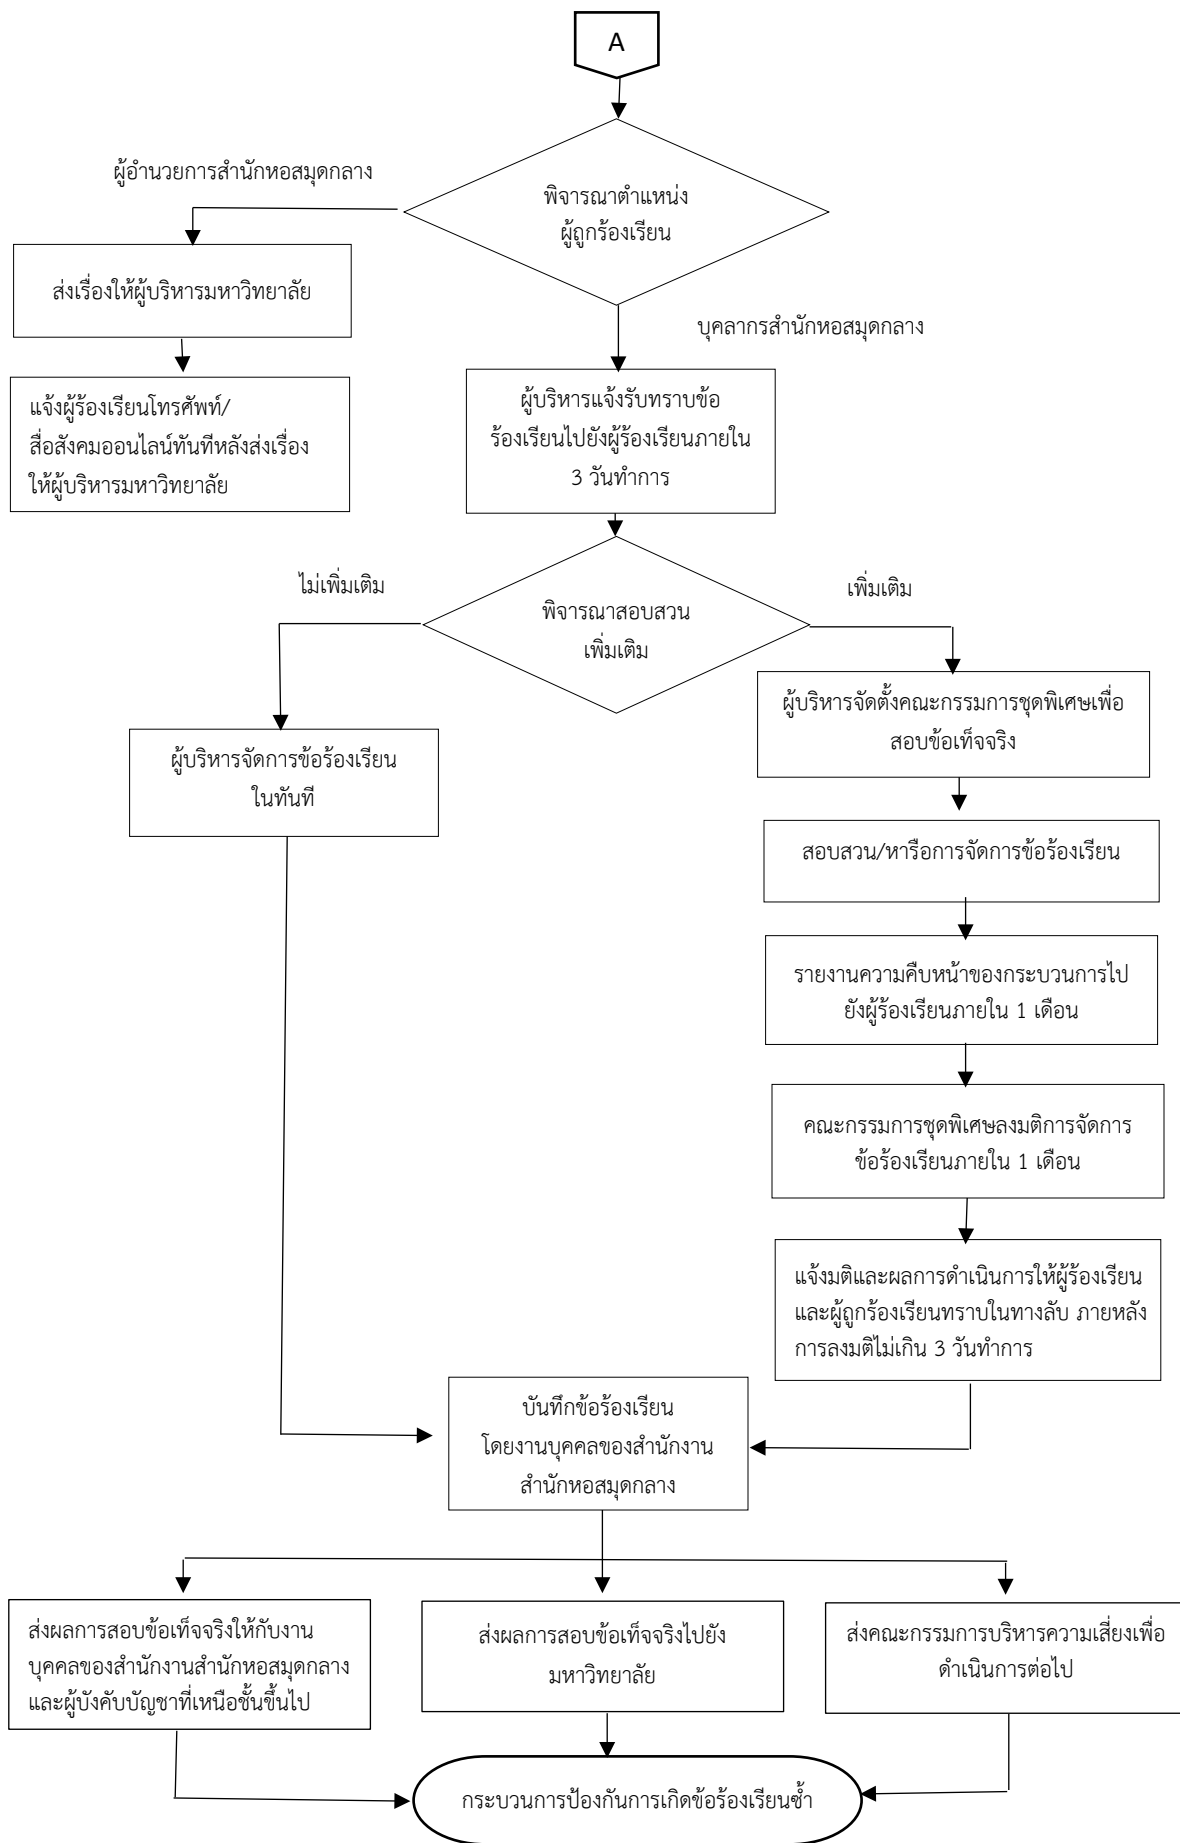 A
ผู้อำนวยการสำนักหอสมุดกลาง
พิจารณาตำแหน่ง
ผู้ถูกร้องเรียน
ส่งเรื่องให้ผู้บริหารมหาวิทยาลัย
บุคลากรสำนักหอสมุดกลาง
แจ้งผู้ร้องเรียนโทรศัพท์/
สื่อสังคมออนไลน์ทันทีหลังส่งเรื่อง
ให้ผู้บริหารมหาวิทยาลัย
ผู้บริหารแจ้งรับทราบข้อ
ร้องเรียนไปยังผู้ร้องเรียนภายใน
3 วันทำการ
ไม่เพิ่มเติม
เพิ่มเติม
พิจารณาสอบสวน
เพิ่มเติม
ผู้บริหารจัดการข้อร้องเรียน
ในทันที
ผู้บริหารจัดตั้งคณะกรรมการชุดพิเศษเพื่อ
สอบข้อเท็จจริง
สอบสวน/หารือการจัดการข้อร้องเรียน
รายงานความคืบหน้าของกระบวนการไป
ยังผู้ร้องเรียนภายใน 1 เดือน
คณะกรรมการชุดพิเศษลงมติการจัดการ
ข้อร้องเรียนภายใน 1 เดือน
แจ้งมติและผลการดำเนินการให้ผู้ร้องเรียน
และผู้ถูกร้องเรียนทราบในทางลับ ภายหลัง
การลงมติไม่เกิน 3 วันทำการ
บันทึกข้อร้องเรียน
โดยงานบุคคลของสำนักงาน
สำนักหอสมุดกลาง
ส่งผลการสอบข้อเท็จจริงให้กับงาน
บุคคลของสำนักงานสำนักหอสมุดกลาง
และผู้บังคับบัญชาที่เหนือชั้นขึ้นไป
ส่งผลการสอบข้อเท็จจริงไปยัง
มหาวิทยาลัย
ส่งคณะกรรมการบริหารความเสี่ยงเพื่อ
ดำเนินการต่อไป
กระบวนการป้องกันการเกิดข้อร้องเรียนซ้ำ